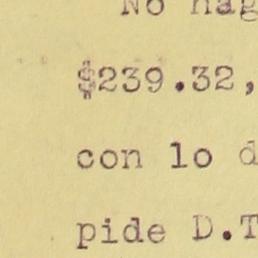 No hag
$239.32,
con lo d
pide D.T